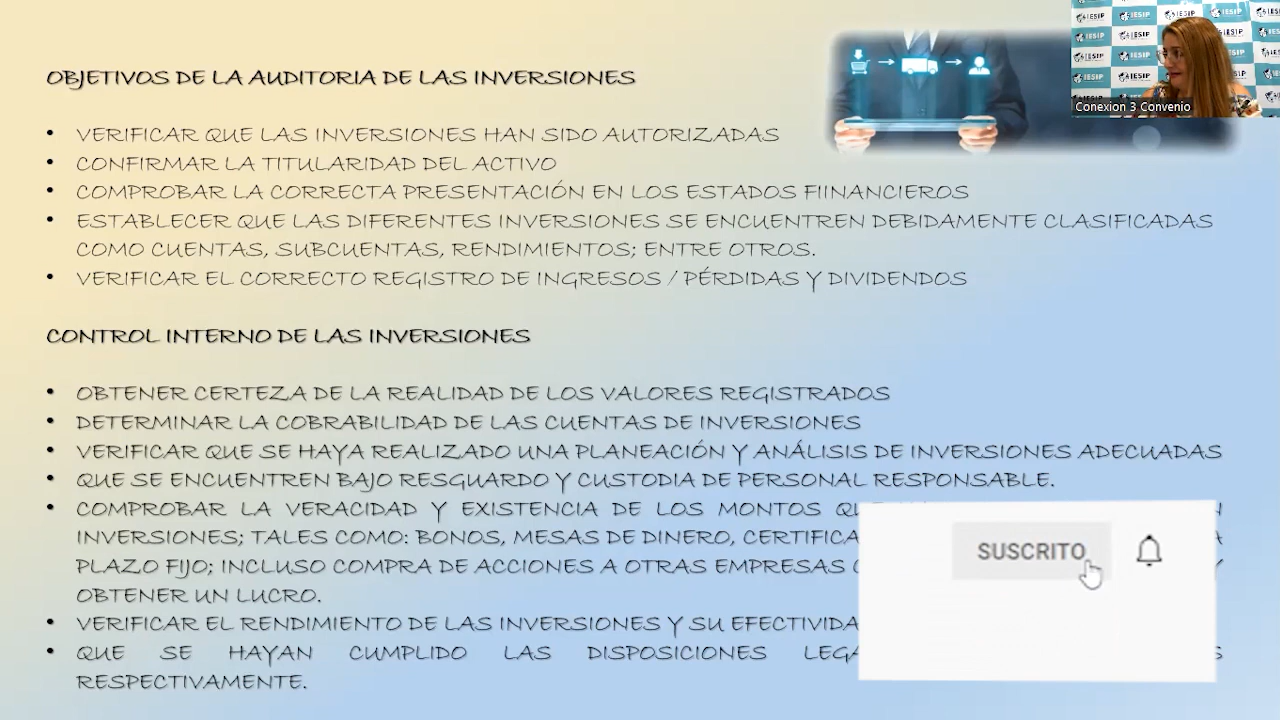 OBJETIVOS DE LA AUDITORIA DE LAS INVERSIONES
IESIP
Conexion 3 Convenio
• VERIFICAR QUE LAS INVERSIONES HAN SIDO AUTORIZADAS
• CONFIRMAR LA TITULARIDAD DEL ACTIVO
• COMPROBAR LA CORRECTA PRESENTACIÓN EN LOS ESTADOS FIINANCIEROS
• ESTABLECER QUE LAS DIFERENTES INVERSIONES SE ENCUENTREN DEBIDAMENTE CLASIFICADAS
COMO CUENTAS, SUBCUENTAS, RENDIMIENTOS; ENTRE OTROS.
• VERIFICAR EL CORRECTO REGISTRO DE INGRESOS / PÉRDIDAS Y DIVIDENDOS
CONTROL INTERNO DE LAS INVERSIONES
• OBTENER CERTEZA DE LA REALIDAD DE LOS VALORES REGISTRADOS
• DETERMINAR LA COBRABILIDAD DE LAS CUENTAS DE INVERSIONES
• VERIFICAR QUE SE HAYA REALIZADO UNA PLANEACIÓN Y ANÁLISIS DE INVERSIONES ADECUADAS
• QUE SE ENCUENTREN BAJO RESGUARDO Y CUSTODIA DE PERSONAL RESPONSABLE.
• COMPROBAR LA VERACIDAD Y EXISTENCIA DE LOS MONTOS
INVERSIONES; TALES COMO: BONOS, MESAS DE DINERO,
PLAZO FIJO; INCLUSO COMPRA DE ACCIONES A OTRAS EMPRESAS Y
OBTENER UN LUCRO.
• VERIFICAR EL RENDIMIENTO DE LAS INVERSIONES Y SU
• QUE SE HAYAN CUMPLIDO LAS DISPOSICIONES
RESPECTIVAMENTE.
SUSCRITO